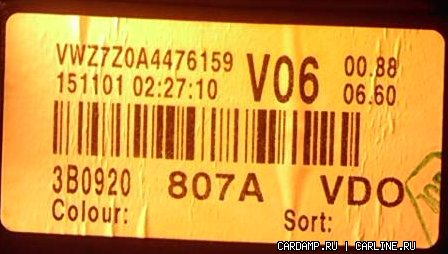 VWZ7Z0A4476159 V06 00.88
151101 02:27:10 06.60
3B0920 807A VDO
Colour: Sort:
CARDAMP.RU | CARLINE.RU